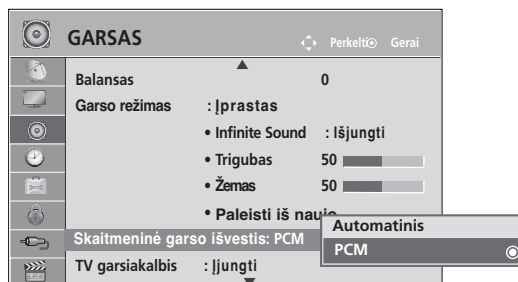 GARSAS Perkelti Gerai
Balansas 0
Garso režimas : Įprastas
• Infinite Sound : Išjungti
• Trigubas 50
• Žemas 50
• Paleisti iš naujo
Automatinis
Skaitmeninė garso išvestis: PCM
PCM
TV garsiakalbis : Įjungti